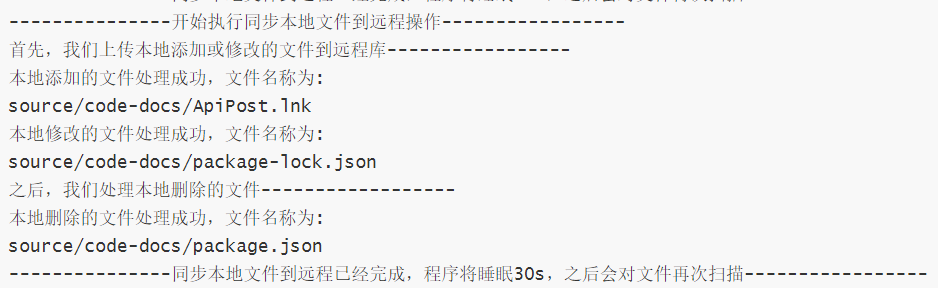 ---------------开始执行同步本地文件到远程操作-----------------
首先，我们上传本地添加或修改的文件到远程库-----------------
本地添加的文件处理成功，文件名称为:
source/code-docs/ApiPost.lnk
本地修改的文件处理成功，文件名称为:
source/code-docs/package-lock.json
之后，我们处理本地删除的文件------------------
本地删除的文件处理成功，文件名称为:
source/code-docs/package.json
---------------同步本地文件到远程已经完成，程序将睡眠30s，之后会对文件再次扫描-----------------